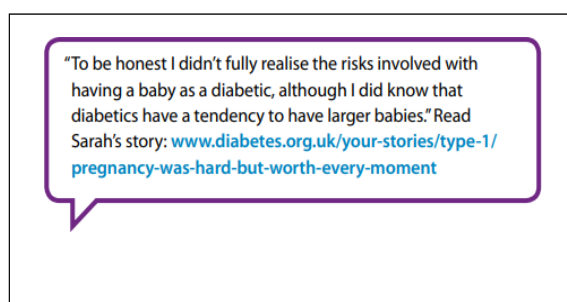 “To be honest I didn’t fully realise the risks involved with
having a baby as a diabetic, although I did know that
diabetics have a tendency to have larger babies.” Read
Sarah’s story: www.diabetes.org.uk/your-stories/type-1/
pregnancy-was-hard-but-worth-every-moment